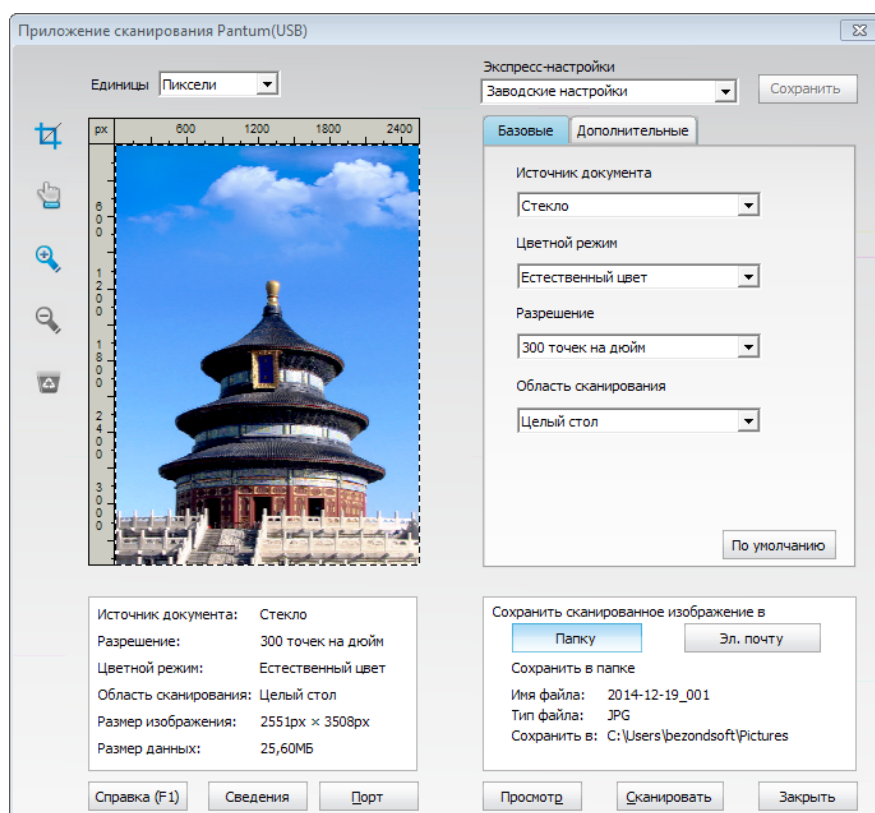 Приложение сканирования Pantum(USB)
Единицы Пиксели
Экспресс-настройки
Заводские настройки Сохранить
px 600 1200 1800 2400
600
1200
1800
2400
3000
Базовые Дополнительные
Источник документа
Стекло
Цветной режим
Естественный цвет
Разрешение
300 точек на дюйм
Область сканирования
Целый стол
По умолчанию
Источник документа: Стекло
Разрешение: 300 точек на дюйм
Цветной режим: Естественный цвет
Область сканирования: Целый стол
Размер изображения: 2551px × 3508px
Размер данных: 25,60МБ
Сохранить сканированное изображение в
Папку Эл. почту
Сохранить в папке
Имя файла: 2014-12-19_001
Тип файла: JPG
Сохранить в: C:\Users\bezondsoft\Pictures
Справка (F1) Сведения Порт Просмотр Сканировать Закрыть